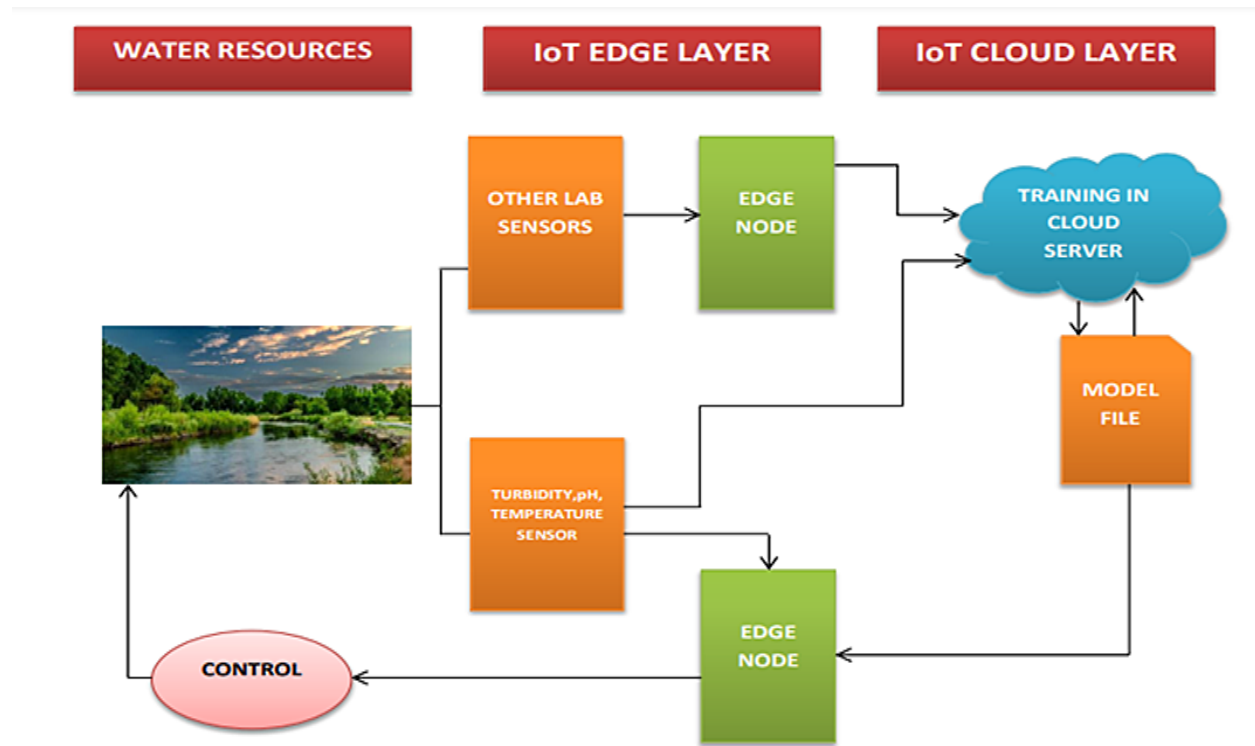 WATER RESOURCES
IoT EDGE LAYER
IoT CLOUD LAYER
OTHER LAB
SENSORS
EDGE
NODE
TRAINING IN
CLOUD
SERVER
MODEL
FILE
TURBIDITY,pH,
TEMPERATURE
SENSOR
EDGE
NODE
CONTROL